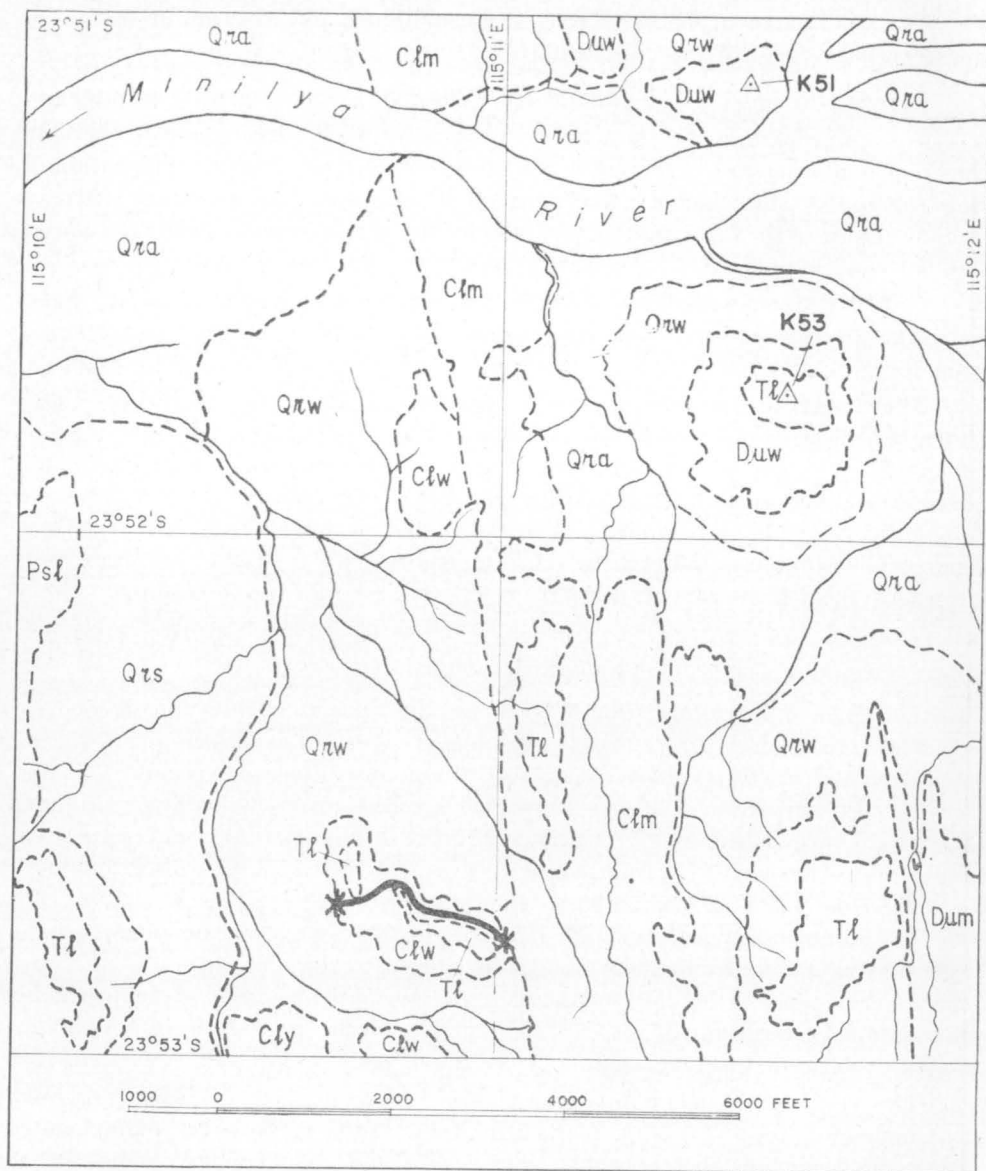 23°51'S
Qra
Clm
115°11'E
Duw
Qrw
Qra
Duw
K51
Qra
Minilya
Qra
River
Qra
115°10'E
Qra
115°12'E
Clm
Qrw
K53
Tl
Qrw
Clw
Qra
Duw
23°52'S
Psl
Qra
Qrs
Qrw
Tl
Qrw
Clm
Tl
Tl
Clw
Tl
Tl
Dum
23°53'S
Cly
Clw
1000 0 2000 4000 6000 FEET